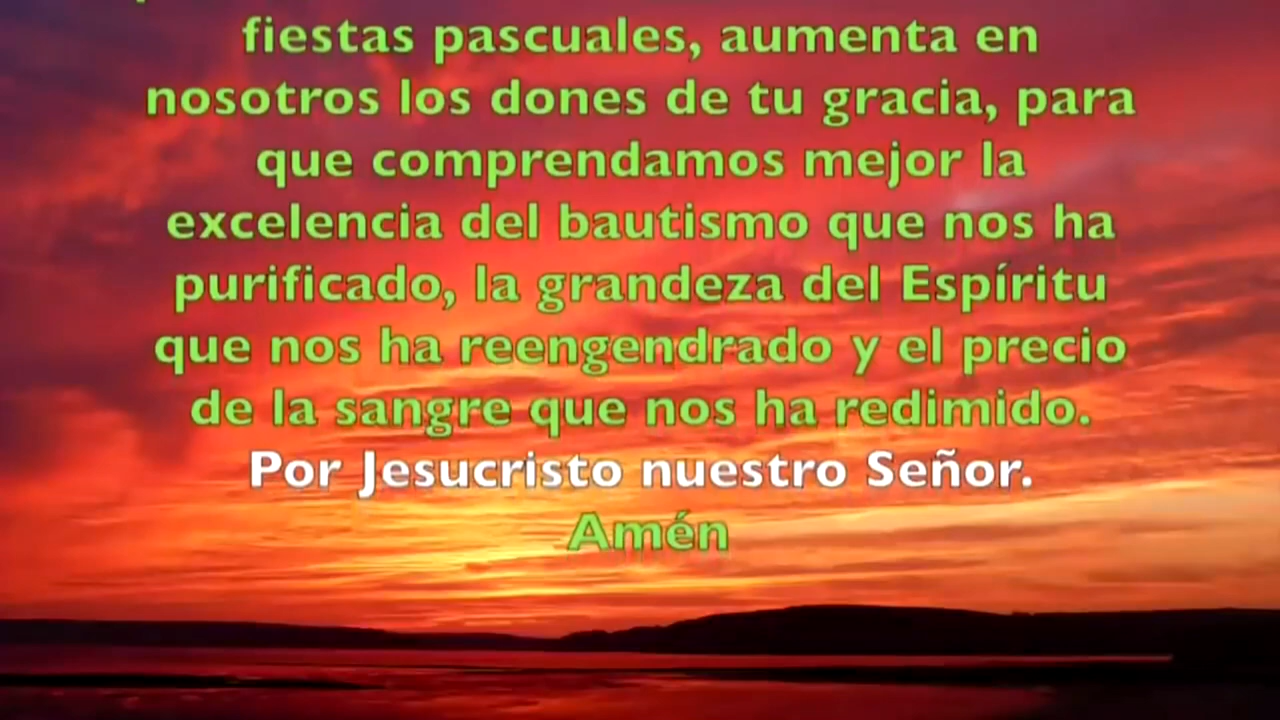 fiestas pascuales, aumenta en
nosotros los dones de tu gracia, para
que comprendamos mejor la
excelencia del bautismo que nos ha
purificado, la grandeza del Espíritu
que nos ha reengendrado y el precio
de la sangre que nos ha redimido.
Por Jesucristo nuestro Señor.
Amén